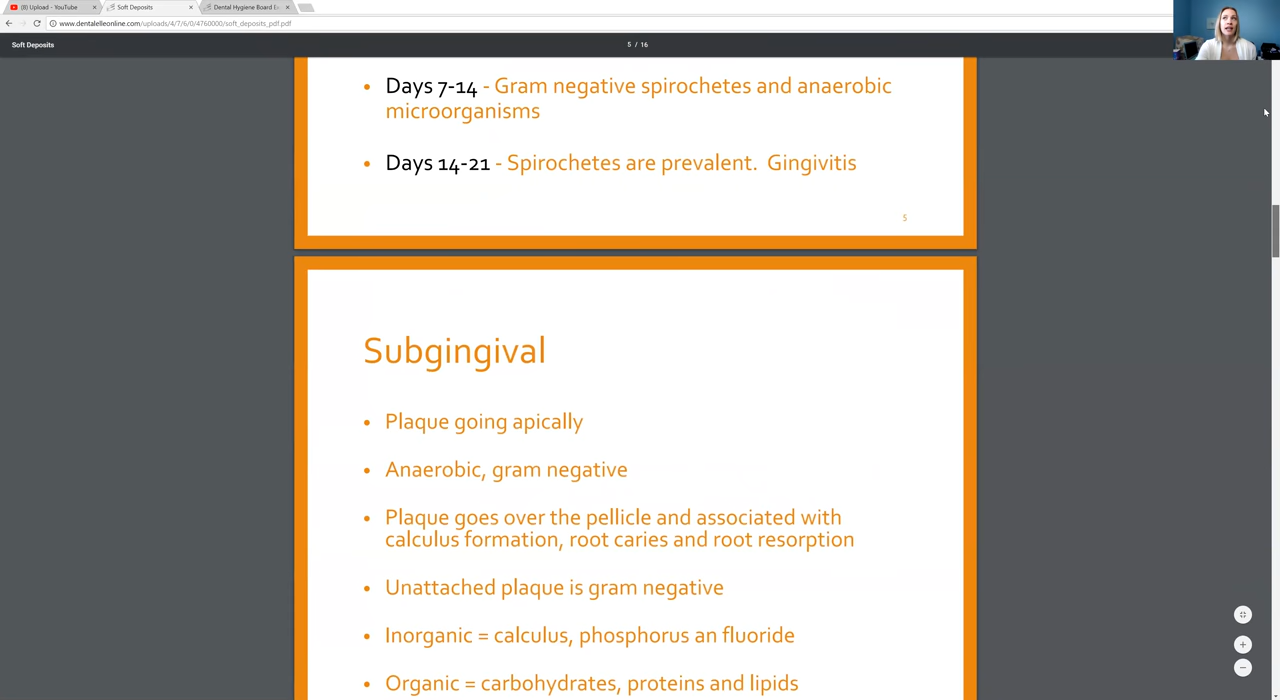 (8) Upload - YouTube
Soft Deposits
Dental Hygiene Board Ex
www.dentalelleonline.com/uploads/4/7/6/0/4760000/soft_deposits_pdf.pdf
Soft Deposits
5 / 16
• Days 7-14 - Gram negative spirochetes and anaerobic
microorganisms
• Days 14-21 - Spirochetes are prevalent. Gingivitis
5
Subgingival
• Plaque going apically
• Anaerobic, gram negative
• Plaque goes over the pellicle and associated with
calculus formation, root caries and root resorption
• Unattached plaque is gram negative
• Inorganic = calculus, phosphorus an fluoride
• Organic = carbohydrates, proteins and lipids